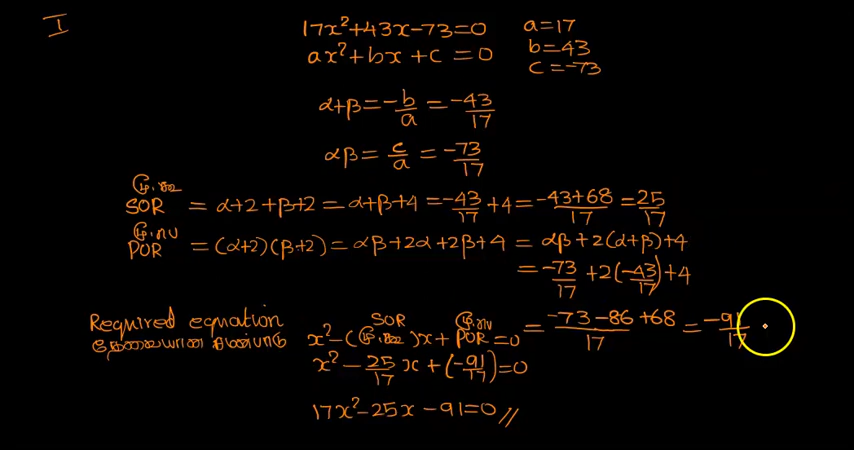 I
17x²+43x-73=0 a=17
ax²+bx+c=0 b=43
c=-73
α+β=-b/a=-43/17
αβ=c/a=-73/17
மூ.கூ
SOR = α+2+β+2=α+β+4=-43/17+4=-43+68/17=25/17
மூ.பெ
POR =(α+2)(β+2)=αβ+2α+2β+4=αβ+2(α+β)+4
=-73/17+2(-43/17)+4
=-73-86+68/17=-91/17
Required equation
தேவையான சமன்பாடு
SOR
x²-(மூ.கூ)x+POR=0
x²-25/17x+(-91/17)=0
17x²-25x-91=0//